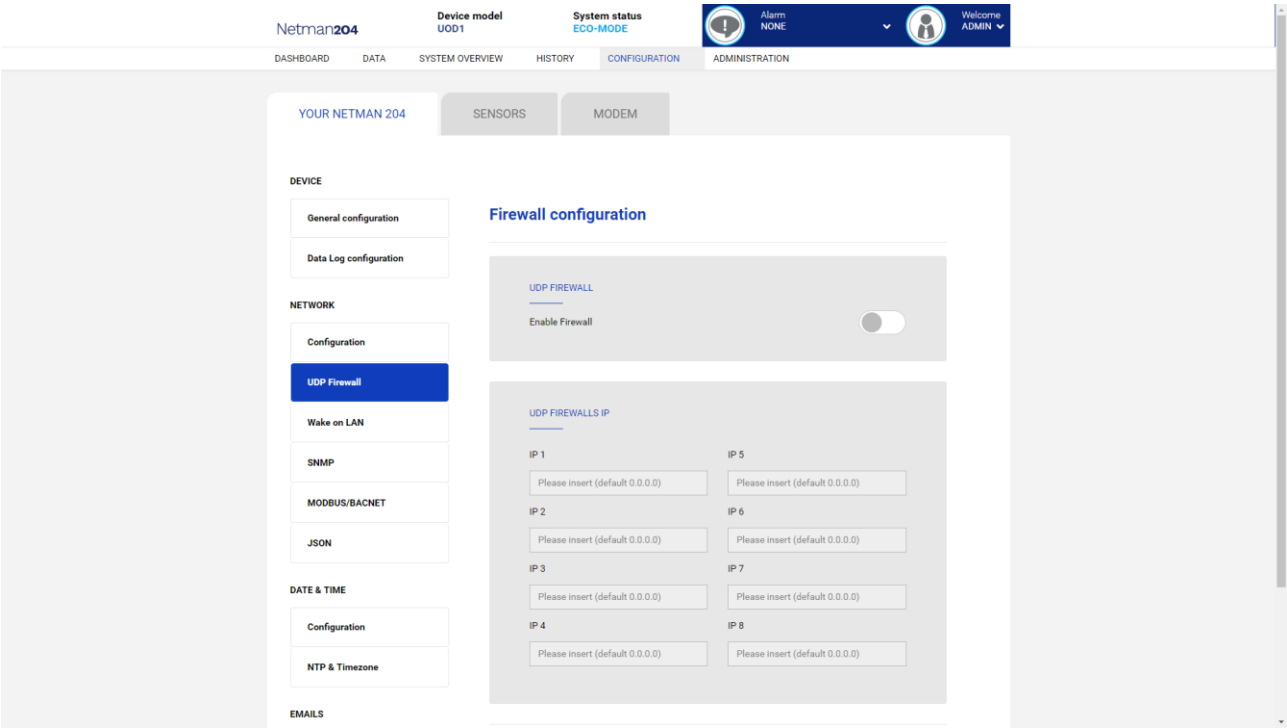 Netman204
Device model
UOD1
System status
ECO-MODE
Alarm
NONE
Welcome
ADMIN
DASHBOARD DATA SYSTEM OVERVIEW HISTORY CONFIGURATION ADMINISTRATION
YOUR NETMAN 204 SENSORS MODEM
DEVICE
General configuration
Data Log configuration
NETWORK
Configuration
UDP Firewall
Wake on LAN
SNMP
MODBUS/BACNET
JSON
DATE & TIME
Configuration
NTP & Timezone
EMAILS
Firewall configuration
UDP FIREWALL
Enable Firewall
UDP FIREWALLS IP
IP 1 IP 5
Please insert (default 0.0.0.0) Please insert (default 0.0.0.0)
IP 2 IP 6
Please insert (default 0.0.0.0) Please insert (default 0.0.0.0)
IP 3 IP 7
Please insert (default 0.0.0.0) Please insert (default 0.0.0.0)
IP 4 IP 8
Please insert (default 0.0.0.0) Please insert (default 0.0.0.0)